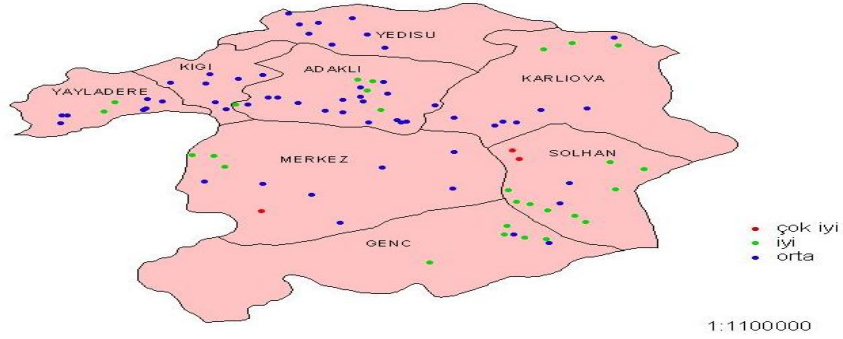 YEDISU
KIGI
ADAKLI
KARLIOVA
YAYLADERE
MERKEZ
SOLHAN
GENC
çok iyi
iyi
orta
1:1100000